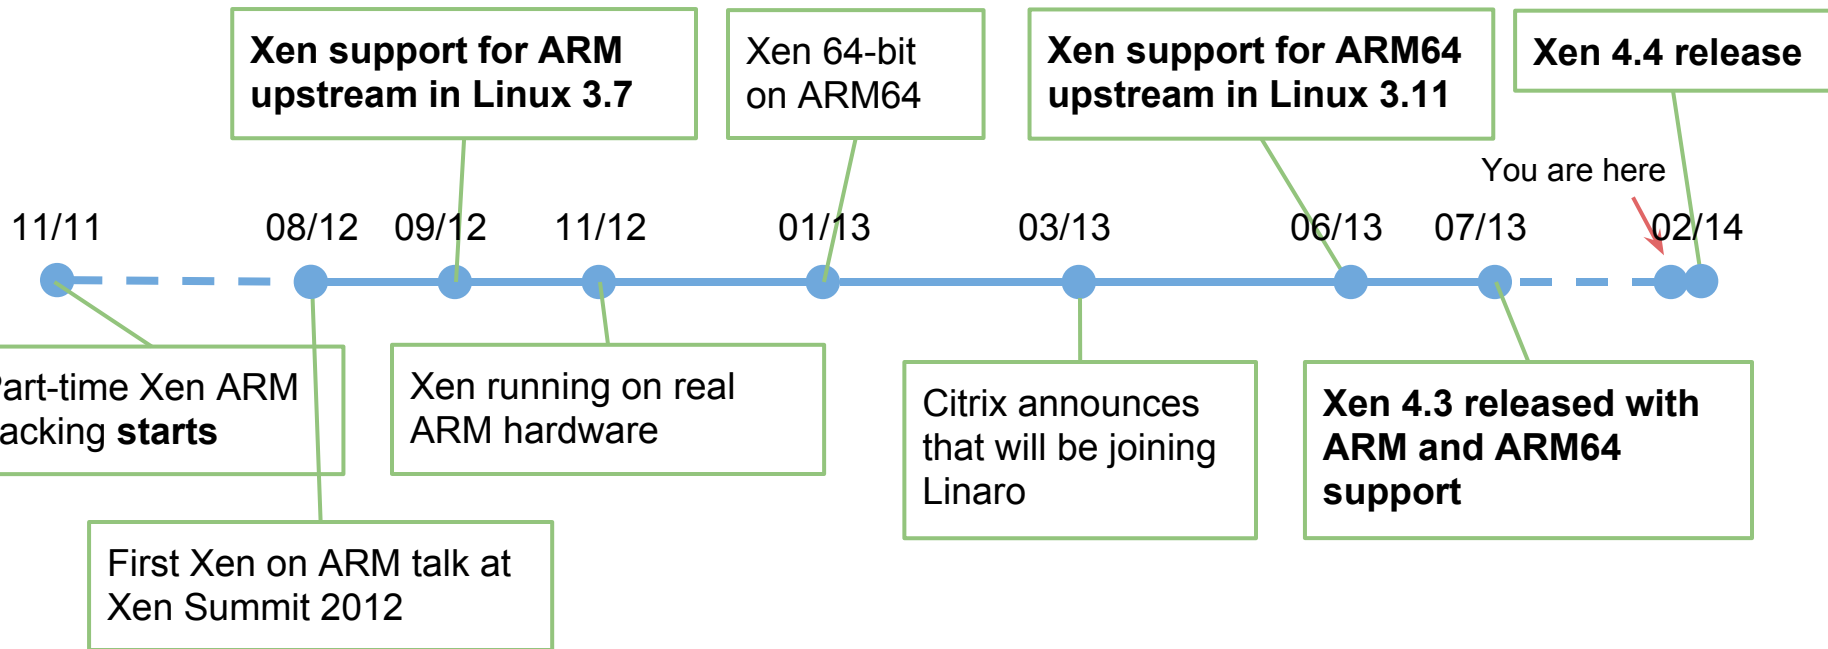 Xen support for ARM
upstream in Linux 3.7
Xen 64-bit
on ARM64
Xen support for ARM64
upstream in Linux 3.11
Xen 4.4 release
You are here
11/11
08/12
09/12
11/12
01/13
03/13
06/13
07/13
02/14
Part-time Xen ARM
acking starts
Xen running on real
ARM hardware
Citrix announces
that will be joining
Linaro
Xen 4.3 released with
ARM and ARM64
support
First Xen on ARM talk at
Xen Summit 2012